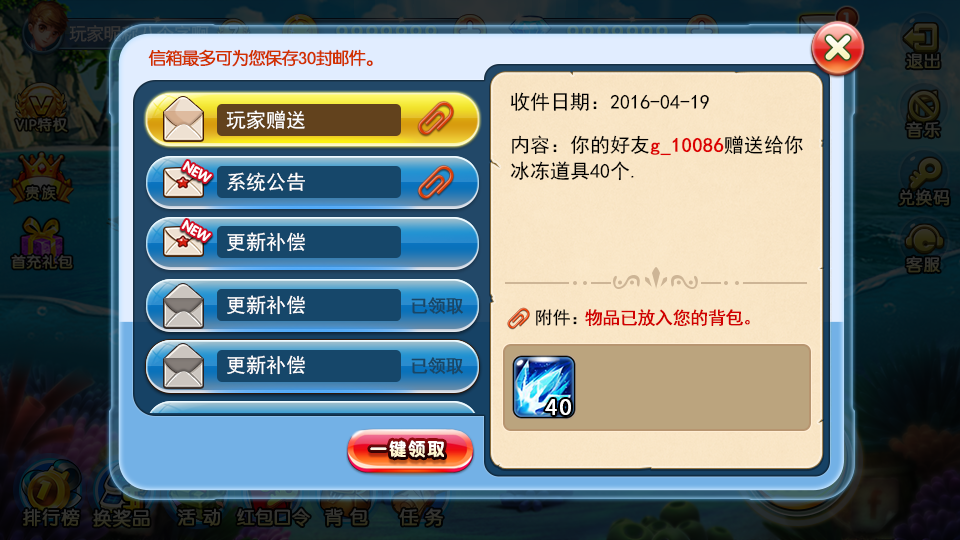 信箱最多可为您保存30封邮件。
玩家赠送
NEW
系统公告
NEW
更新补偿
更新补偿
已领取
更新补偿
已领取
一键领取
收件日期：2016-04-19
内容：你的好友g_10086赠送给你
冰冻道具40个.
附件：物品已放入您的背包。
40
VIP特权
贵族
首充礼包
退出
音乐
兑换码
客服
排行榜
换奖品
活动
红包口令
背包
任务